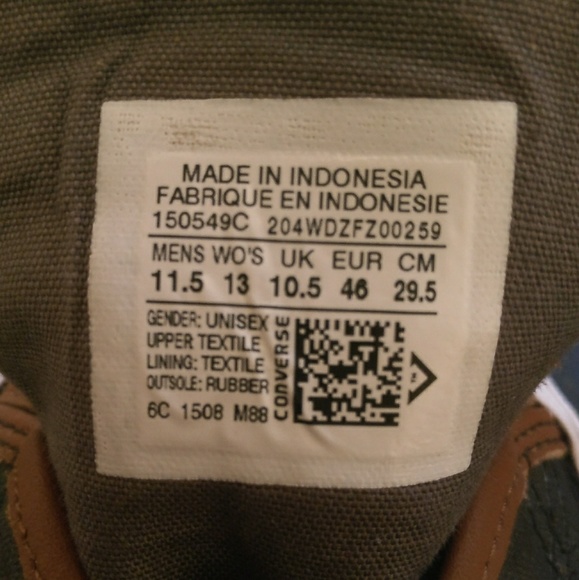 MADE IN INDONESIA
FABRIQUE EN INDONESIE
150549C 204WDZFZ00259
MENS WO'S UK EUR CM
11.5 13 10.5 46 29.5
GENDER: UNISEX
UPPER TEXTILE
LINING: TEXTILE
OUTSOLE: RUBBER
6C 1508 M88
CONVERSE